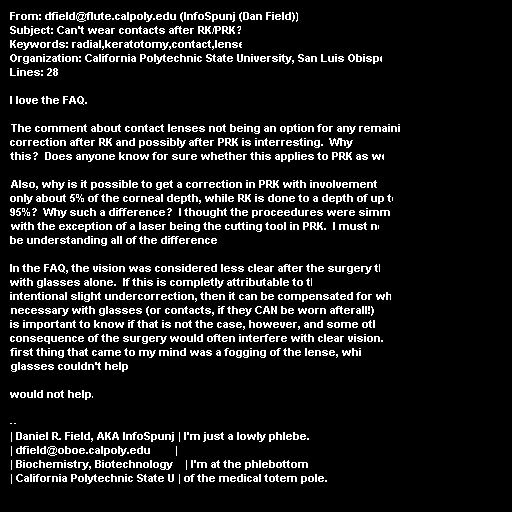 From: dfield@flute.calpoly.edu (InfoSpunj (Dan Field))
Subject: Can't wear contacts after RK/PRK?
Keywords: radial,keratotomy,contact,lense
Organization: California Polytechnic State University, San Luis Obispo
Lines: 28

I love the FAQ.

The comment about contact lenses not being an option for any remaini
correction after RK and possibly after PRK is interresting.  Why
this?  Does anyone know for sure whether this applies to PRK as we

Also, why is it possible to get a correction in PRK with involvement
only about 5% of the corneal depth, while RK is done to a depth of up t
95%?  Why such a difference?  I thought the proceedures were simm
with the exception of a laser being the cutting tool in PRK.  I must n
be understanding all of the difference

In the FAQ, the vision was considered less clear after the surgery t
with glasses alone.  If this is completly attributable to t
intentional slight undercorrection, then it can be compensated for wh
necessary with glasses (or contacts, if they CAN be worn afterall!)
is important to know if that is not the case, however, and some ot
consequence of the surgery would often interfere with clear vision.
first thing that came to my mind was a fogging of the lense, whi
glasses couldn't help

would not help.

--
| Daniel R. Field, AKA InfoSpunj | I'm just a lowly phlebe.
| dfield@oboe.calpoly.edu |
| Biochemistry, Biotechnology | I'm at the phlebottom
| California Polytechnic State U | of the medical totem pole.